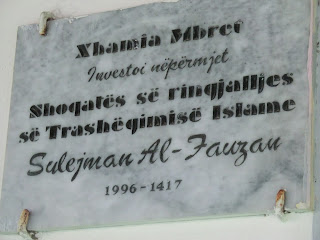 Xhamia Mbret
Investoi nëpërmjet
Shoqatës së ringjalljes
së Trashëgimisë Islame
Sulejman Al-Fauzan
1996-1417